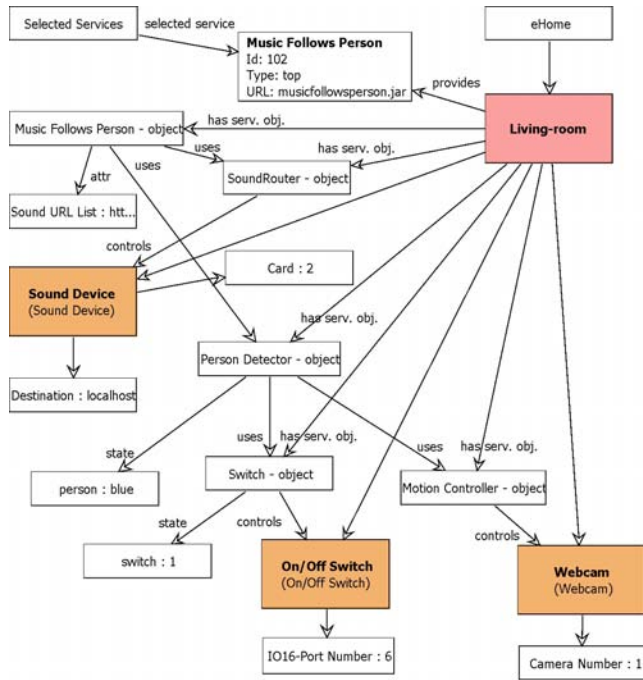 Selected Services
selected service
eHome
Music Follows Person
Id: 102
Type: top
URL: musicfollowsperson.jar
provides
Living-room
has serv. obj.
Music Follows Person - object
uses
uses
has serv. obj.
SoundRouter - object
attr
Sound URL List : htt...
controls
Card : 2
Sound Device
(Sound Device)
has serv. obj.
Person Detector - object
Destination : localhost
state
uses
has serv. obj.
uses
has serv. obj.
person : blue
Switch - object
Motion Controller - object
state
controls
controls
switch : 1
On/Off Switch
(On/Off Switch)
Webcam
(Webcam)
IO16-Port Number : 6
Camera Number : 1